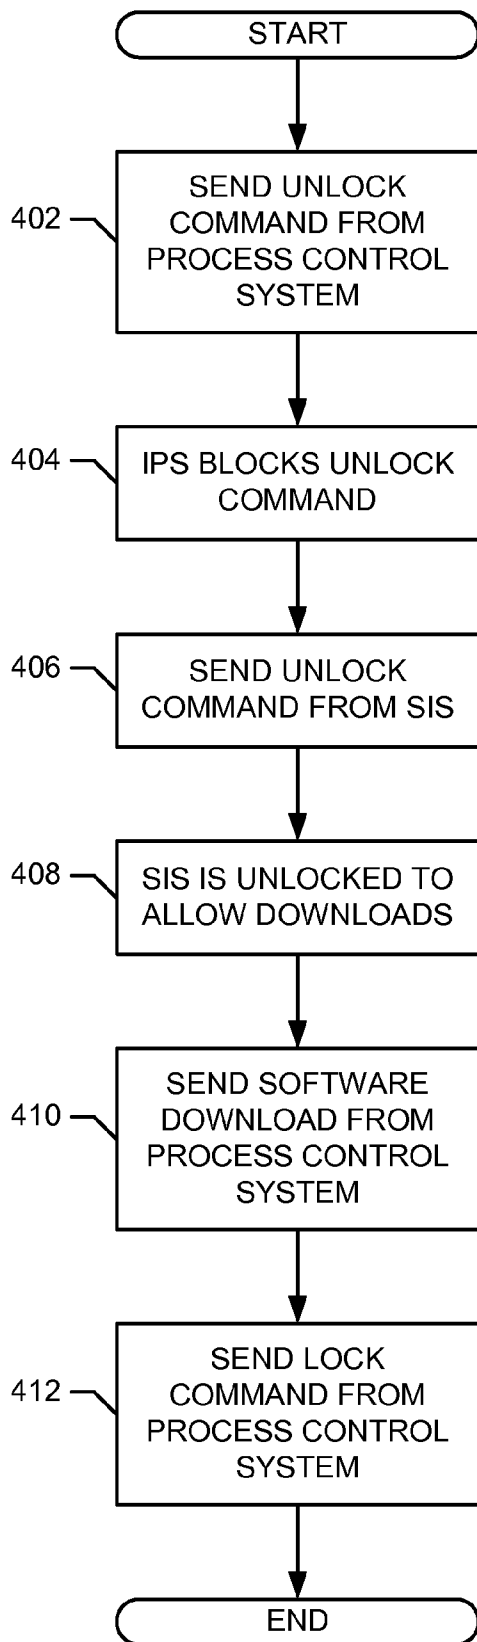 START
402
SEND UNLOCK
COMMAND FROM
PROCESS CONTROL
SYSTEM
404
IPS BLOCKS UNLOCK
COMMAND
406
SEND UNLOCK
COMMAND FROM SIS
408
SIS IS UNLOCKED TO
ALLOW DOWNLOADS
410
SEND SOFTWARE
DOWNLOAD FROM
PROCESS CONTROL
SYSTEM
412
SEND LOCK
COMMAND FROM
PROCESS CONTROL
SYSTEM
END